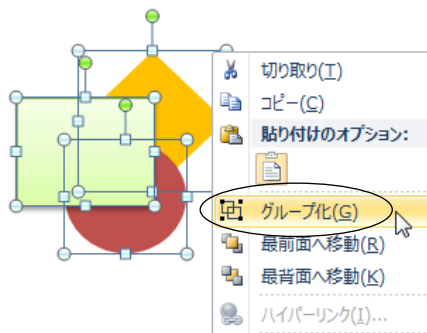 切り取り(T)
コピー(C)
貼り付けのオプション:
グループ化(G)
最前面へ移動(R)
最背面へ移動(K)
ハイパーリンク(I)...